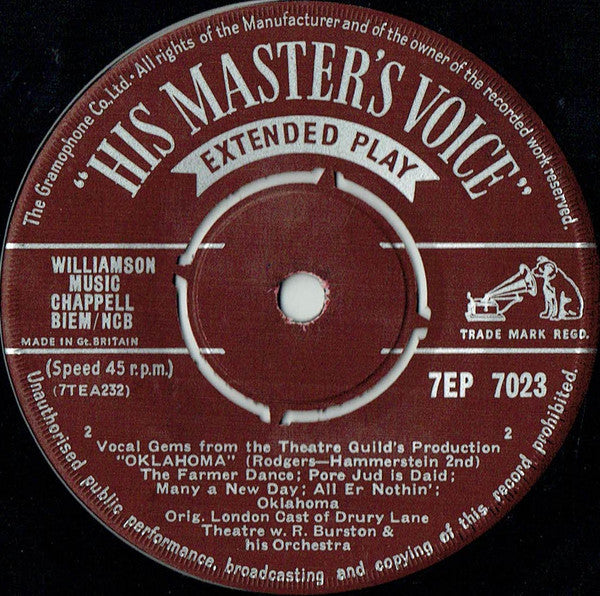 The Gramophone Co. Ltd. · All rights of the Manufacturer and of the owner of the recorded work reserved.
"HIS MASTER'S VOICE"
EXTENDED PLAY
WILLIAMSON
MUSIC
CHAPPELL
BIEM/NCB
MADE IN Gt. BRITAIN
TRADE MARK REGD.
(Speed 45 r.p.m.)
(7TEA232)
7EP 7023
2 2
Vocal Gems from the Theatre Guild's Production
"OKLAHOMA" (Rodgers—Hammerstein 2nd)
The Farmer Dance; Pore Jud is Daid;
Many a New Day; All Er Nothin';
Oklahoma
Orig. London Cast of Drury Lane
Theatre w. R. Burston &
his Orchestra
Unauthorised public performance, broadcasting and copying of this record prohibited.